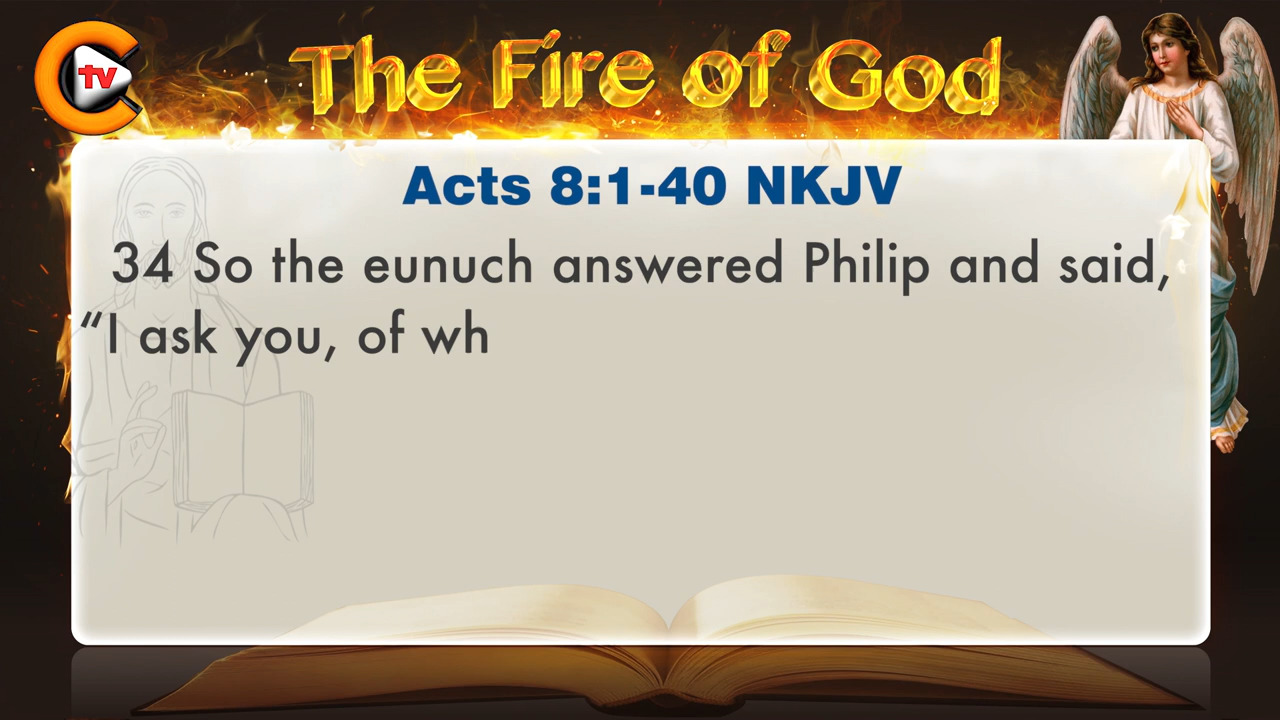 tv
The Fire of God
Acts 8:1-40 NKJV
34 So the eunuch answered Philip and said,
“I ask you, of wh